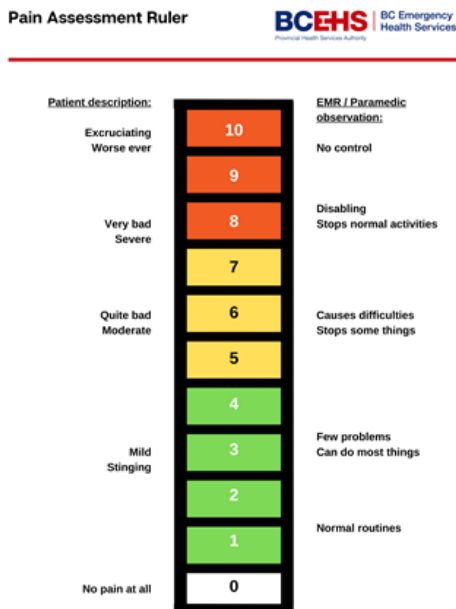 Pain Assessment Ruler
BCEHS
Provincial Health Services Authority
BC Emergency
Health Services
Patient description:
EMR / Paramedic
observation:
Excruciating
Worse ever
10
No control
9
Very bad
Severe
8
Disabling
Stops normal activities
7
Quite bad
Moderate
6
Causes difficulties
Stops some things
5
4
Mild
Stinging
3
Few problems
Can do most things
2
1
Normal routines
No pain at all
0